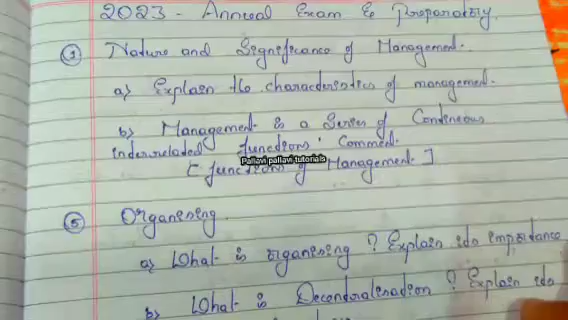 2023 - Annual Exam & Preparatory
① Nature and Significance of Management.
a) Explain the characteristics of management.
b) Management is a Series of Continuous
interrelated functions. Comment.
[ functions of Management ]
Pallavi pallavi tutorials
⑤ Organising
a) What is organising ? Explain its importance
b) What is Decentralisation ? Explain its